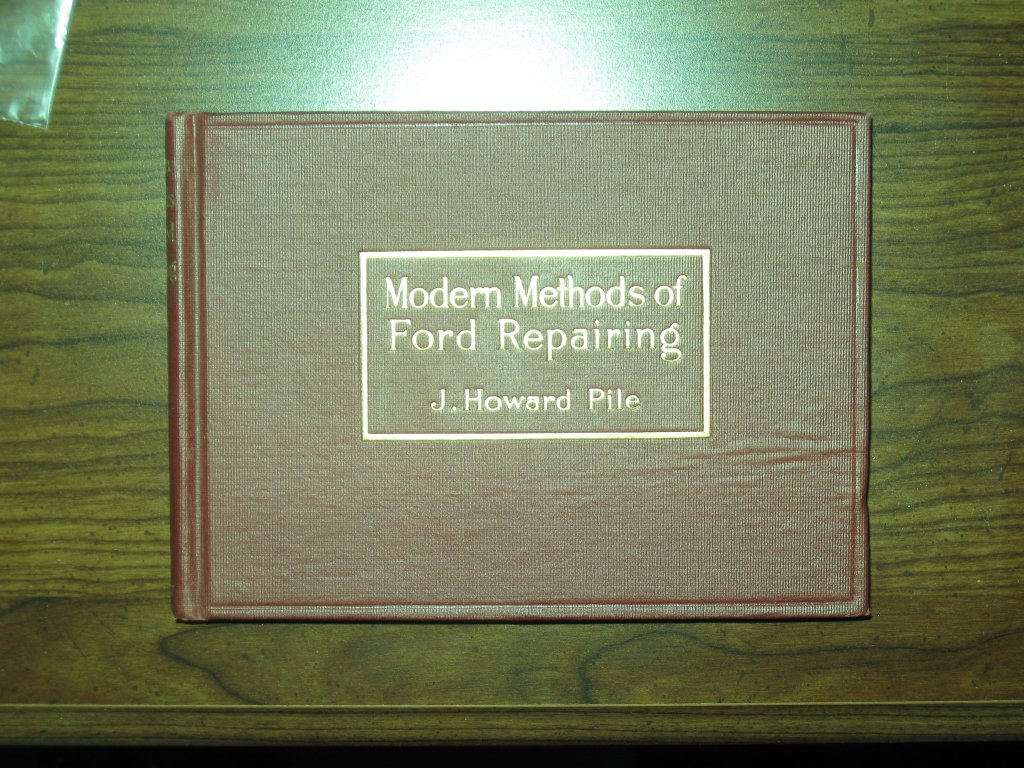 Modern Methods of
Ford Repairing
J. Howard Pile